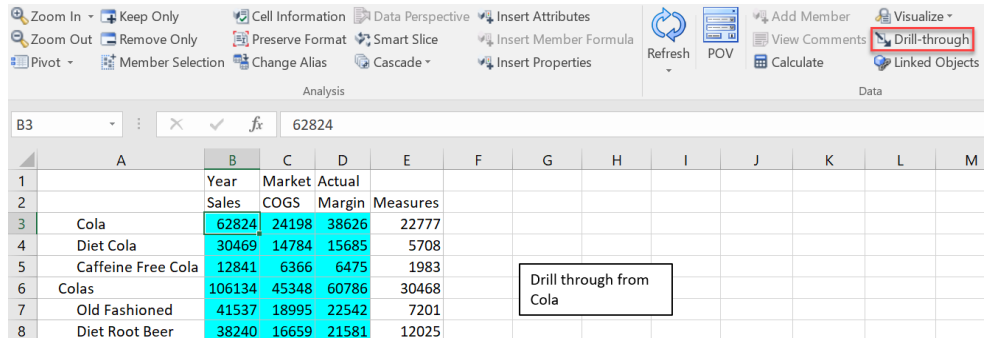 Zoom In Keep Only Cell Information Data Perspective Insert Attributes Add Member Visualize
Zoom Out Remove Only Preserve Format Smart Slice Insert Member Formula Refresh POV View Comments Drill-through
Pivot Member Selection Change Alias Cascade Insert Properties Calculate Linked Objects
Analysis Data
B3 fx 62824
A B C D E F G H I J K L M
1 Year Market Actual
2 Sales COGS Margin Measures
3 Cola 62824 24198 38626 22777
4 Diet Cola 30469 14784 15685 5708
5 Caffeine Free Cola 12841 6366 6475 1983
6 Colas 106134 45348 60786 30468
7 Old Fashioned 41537 18995 22542 7201
8 Diet Root Beer 38240 16659 21581 12025
Drill through from
Cola